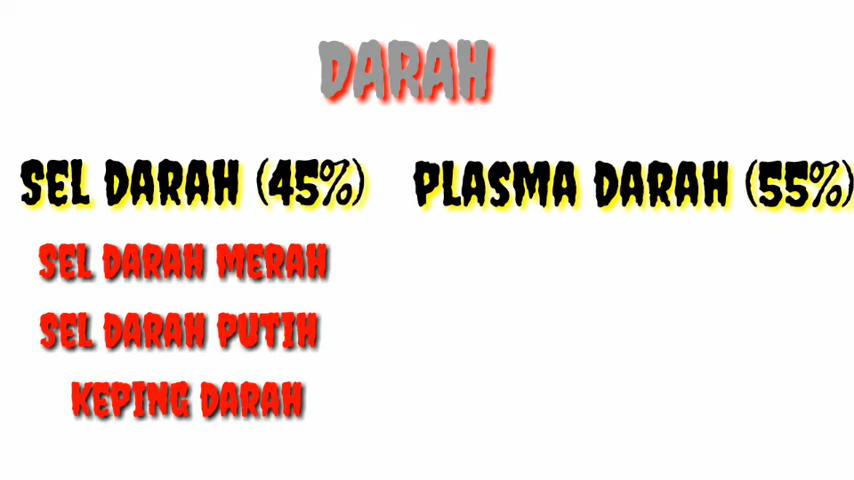 DARAH
SEL DARAH (45%) PLASMA DARAH (55%)
SEL DARAH MERAH
SEL DARAH PUTIH
KEPING DARAH